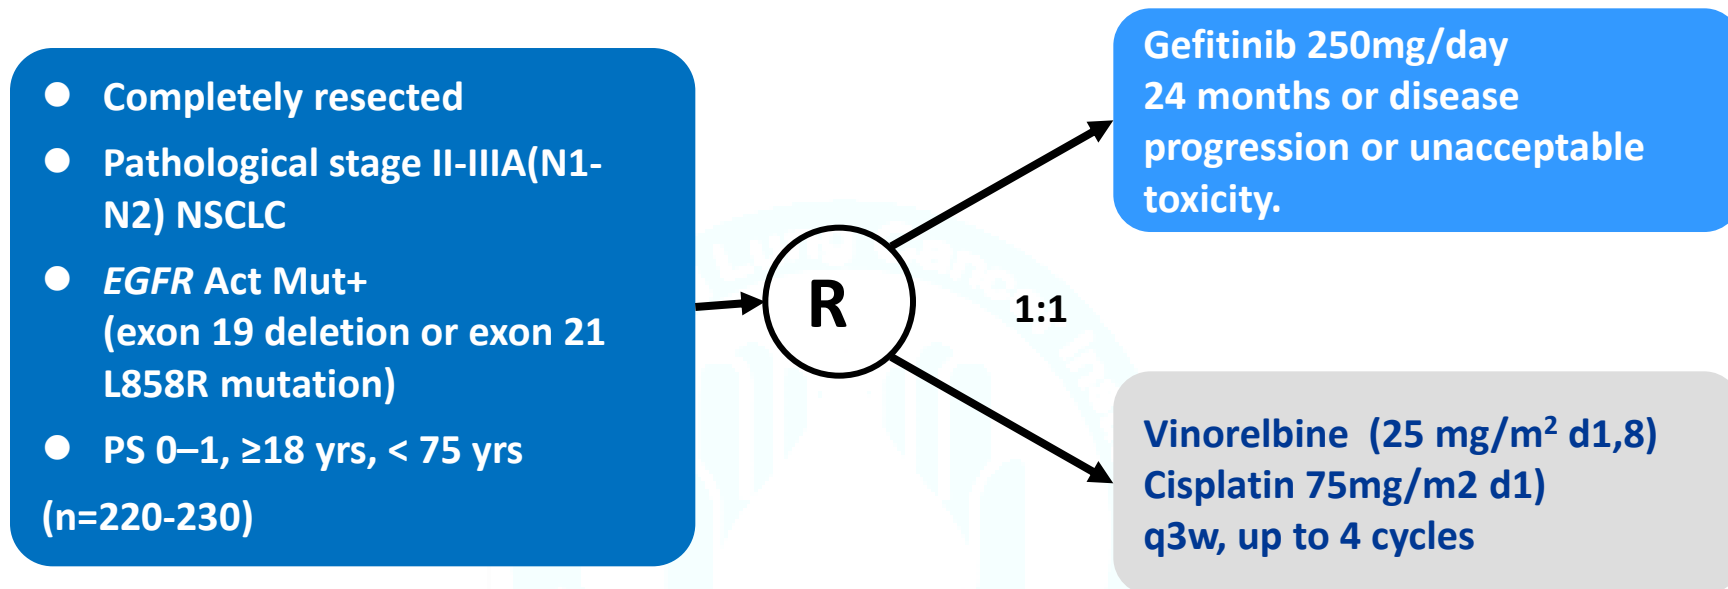 ● Completely resected
● Pathological stage II-IIIA(N1-
N2) NSCLC
● EGFR Act Mut+
(exon 19 deletion or exon 21
L858R mutation)
● PS 0–1, ≥18 yrs, < 75 yrs
(n=220-230)
R
1:1
Gefitinib 250mg/day
24 months or disease
progression or unacceptable
toxicity.
Vinorelbine (25 mg/m² d1,8)
Cisplatin 75mg/m2 d1)
q3w, up to 4 cycles
Lung Cancer